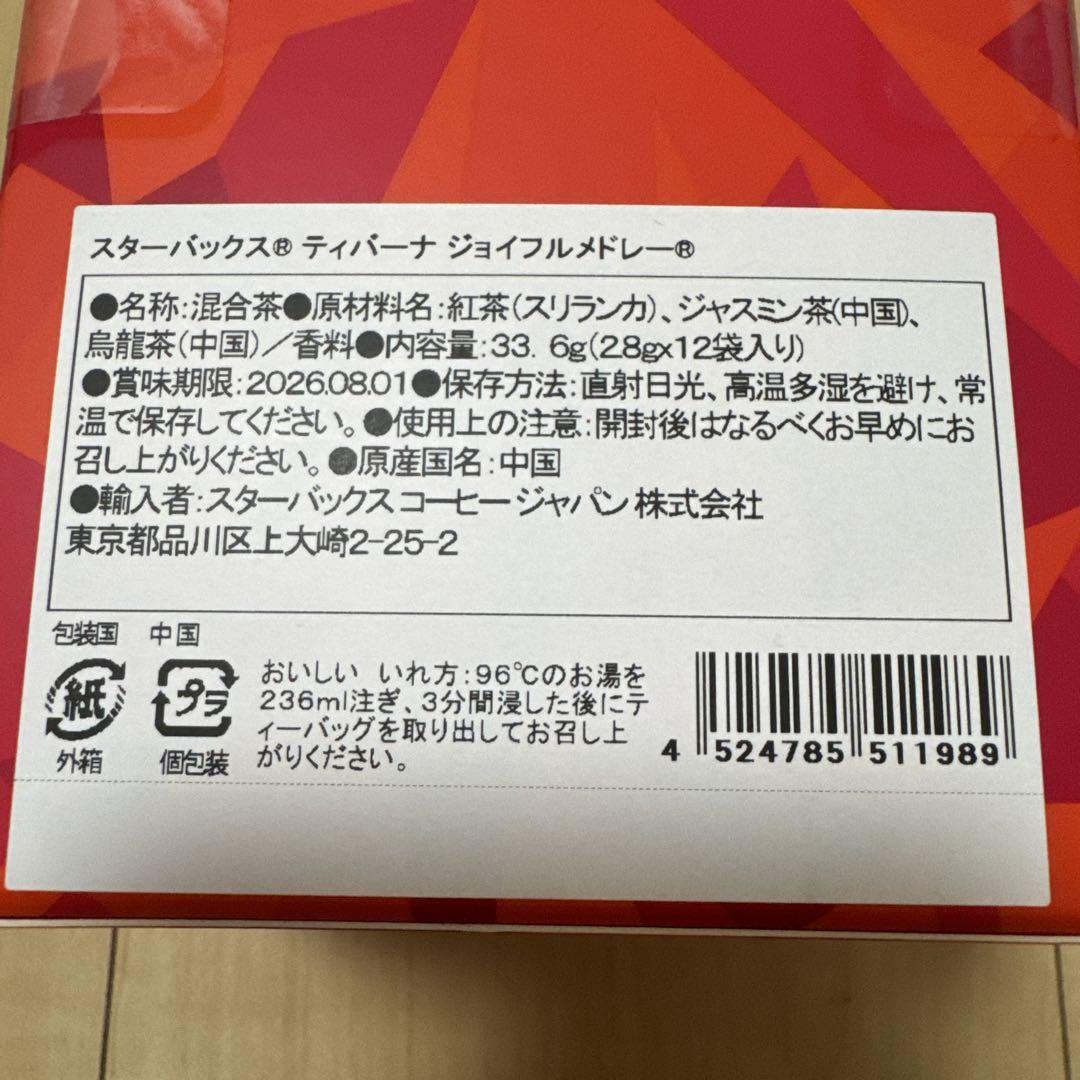 スターバックス® ティバーナ ジョイフルメドレー®
●名称:混合茶●原材料名:紅茶(スリランカ)、ジャスミン茶(中国)、
烏龍茶(中国)/香料●内容量:33.6g(2.8g×12袋入り)
●賞味期限:2026.08.01●保存方法:直射日光、高温多湿を避け、常
温で保存してください。●使用上の注意:開封後はなるべくお早めにお
召し上がりください。●原産国名:中国
●輸入者:スターバックス コーヒー ジャパン 株式会社
東京都品川区上大崎2-25-2
包装国 中国
紙 プラ
外箱 個包装
おいしい いれ方:96℃のお湯を
236ml注ぎ、3分間浸した後にテ
ィーバッグを取り出してお召し上
がりください。
4 524785 511989